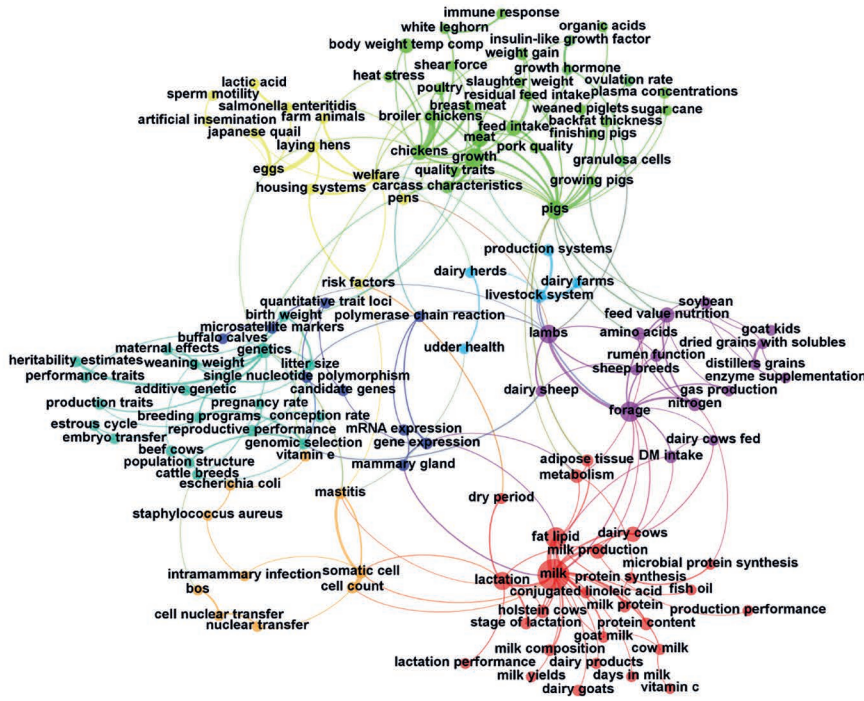 immune response
white leghorn
organic acids
body weight temp comp
insulin-like growth factor
weight gain
shear force
growth hormone
heat stress
slaughter weight
ovulation rate
lactic acid
poultry
residual feed intake
plasma concentrations
sperm motility
salmonella enteritidis
breast meat
weaned piglets
sugar cane
artificial insemination
farm animals
broiler chickens
feed intake
backfat thickness
japanese quail
meat
finishing pigs
laying hens
chickens
growth
pork quality
granulosa cells
eggs
welfare
quality traits
growing pigs
housing systems
carcass characteristics
pens
pigs
production systems
dairy herds
risk factors
dairy farms
livestock system
quantitative trait loci
soybean
birth weight
polymerase chain reaction
feed value nutrition
microsatellite markers
lambs
amino acids
goat kids
buffalo calves
dried grains with solubles
maternal effects
genetics
udder health
rumen function
heritability estimates
weaning weight
litter size
sheep breeds
distillers grains
performance traits
single nucleotide polymorphism
enzyme supplementation
additive genetic
candidate genes
dairy sheep
gas production
production traits
pregnancy rate
nitrogen
breeding programs
conception rate
forage
estrous cycle
reproductive performance
mRNA expression
embryo transfer
genomic selection
gene expression
dairy cows fed
beef cows
vitamin e
mammary gland
adipose tissue
DM intake
population structure
metabolism
cattle breeds
escherichia coli
mastitis
dry period
staphylococcus aureus
fat lipid
dairy cows
milk production
microbial protein synthesis
intramammary infection
somatic cell
lactation
milk
protein synthesis
bos
cell count
conjugated linoleic acid
fish oil
cell nuclear transfer
holstein cows
milk protein
production performance
nuclear transfer
stage of lactation
protein content
goat milk
milk composition
cow milk
lactation performance
dairy products
milk yields
days in milk
dairy goats
vitamin c